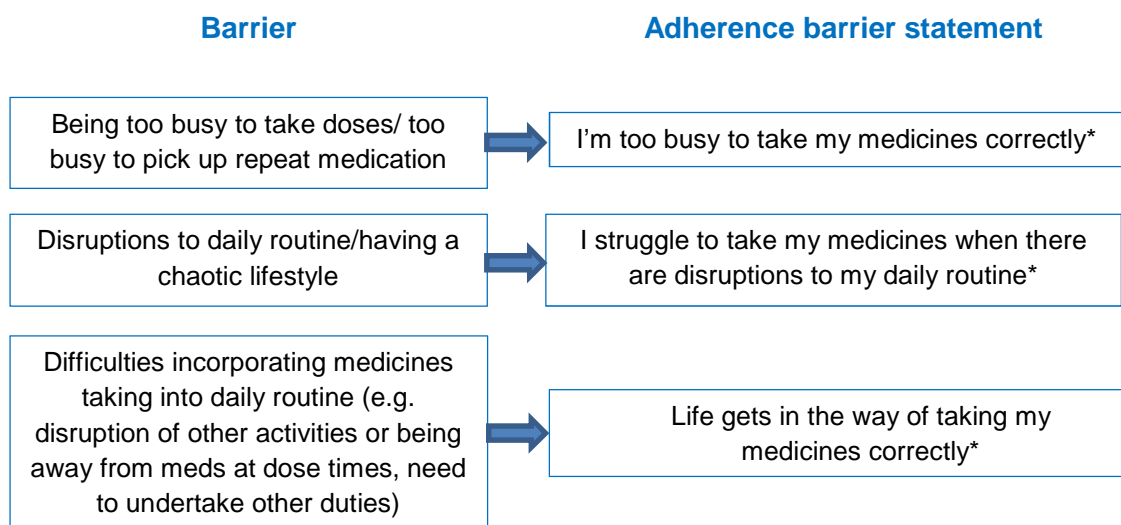 Barrier
Adherence barrier statement
Being too busy to take doses/ too
busy to pick up repeat medication
I'm too busy to take my medicines correctly*
Disruptions to daily routine/having a
chaotic lifestyle
I struggle to take my medicines when there
are disruptions to my daily routine*
Difficulties incorporating medicines
taking into daily routine (e.g.
disruption of other activities or being
away from meds at dose times, need
to undertake other duties)
Life gets in the way of taking my
medicines correctly*